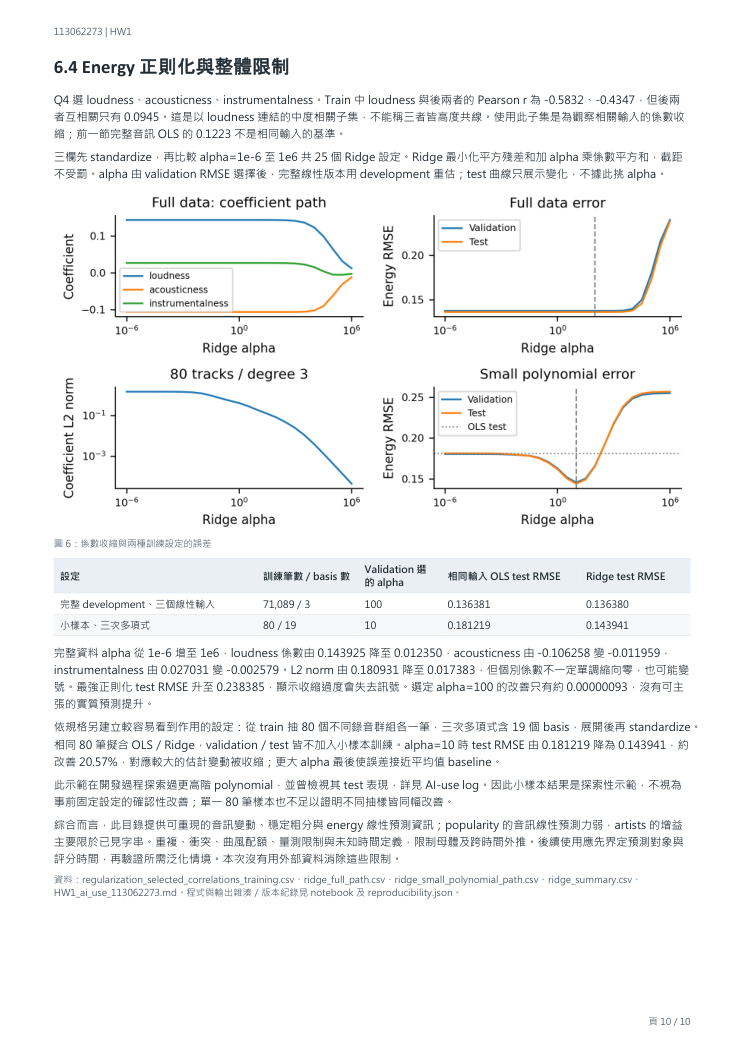 113062273 | HW1
6.4 Energy 正則化與整體限制
Q4 選 loudness、acousticness、instrumentalness。Train 中 loudness 與後兩者的 Pearson r 為 -0.5832、-0.4347，但後兩
者互相關只有 0.0945。這是以 loudness 連結的中度相關子集，不能稱三者皆高度共線。使用此子集是為觀察相關輸入的係數收
縮；前一節完整音訊 OLS 的 0.1223 不是相同輸入的基準。
三欄先 standardize，再比較 alpha=1e-6 至 1e6 共 25 個 Ridge 設定。Ridge 最小化平方殘差和加 alpha 乘係數平方和，截距
不受罰。alpha 由 validation RMSE 選擇後，完整線性版本用 development 重估；test 曲線只展示變化，不據此挑 alpha。
Full data: coefficient path
Coefficient
0.1
0.0
−0.1
loudness
acousticness
instrumentalness
10⁻⁶
10⁰
10⁶
Ridge alpha
Full data error
Energy RMSE
0.20
0.15
Validation
Test
10⁻⁶
10⁰
10⁶
Ridge alpha
80 tracks / degree 3
Coefficient L2 norm
10⁻¹
10⁻³
10⁻⁶
10⁰
10⁶
Ridge alpha
Small polynomial error
Energy RMSE
0.25
0.20
0.15
Validation
Test
OLS test
10⁻⁶
10⁰
10⁶
Ridge alpha
圖 6：係數收縮與兩種訓練設定的誤差
設定 訓練筆數 / basis 數 Validation 選 相同輸入 OLS test RMSE Ridge test RMSE
的 alpha
完整 development、三個線性輸入 71,089 / 3 100 0.136381 0.136380
小樣本、三次多項式 80 / 19 10 0.181219 0.143941
完整資料 alpha 從 1e-6 增至 1e6，loudness 係數由 0.143925 降至 0.012350，acousticness 由 -0.106258 變 -0.011959，
instrumentalness 由 0.027031 變 -0.002579。L2 norm 由 0.180931 降至 0.017383，但個別係數不一定單調縮向零，也可能變
號。最強正則化 test RMSE 升至 0.238385，顯示收縮過度會失去訊號。選定 alpha=100 的改善只有約 0.00000093，沒有可主
張的實質預測提升。
依規格另建立較容易看到作用的設定：從 train 抽 80 個不同錄音群組各一筆，三次多項式含 19 個 basis，展開後再 standardize。
相同 80 筆擬合 OLS / Ridge，validation / test 皆不加入小樣本訓練。alpha=10 時 test RMSE 由 0.181219 降為 0.143941，約
改善 20.57%，對應較大的估計變動被收縮；更大 alpha 最後使誤差接近平均值 baseline。
此示範在開發過程探索過更高階 polynomial，並曾檢視其 test 表現，詳見 AI-use log。因此小樣本結果是探索性示範，不視為
事前固定設定的確認性改善；單一 80 筆樣本也不足以證明不同抽樣皆同幅改善。
綜合而言，此目錄提供可重現的音訊變動、穩定粗分與 energy 線性預測資訊；popularity 的音訊線性預測力弱，artists 的增益
主要限於已見字串。重複、衝突、曲風配額、量測限制與未知時間定義，限制母體及跨時間外推。後續使用應先界定預測對象與
評分時間，再驗證所需泛化情境。本次沒有用外部資料消除這些限制。
資料：regularization_selected_correlations_training.csv、ridge_full_path.csv、ridge_small_polynomial_path.csv、ridge_summary.csv、
HW1_ai_use_113062273.md。程式與輸出雜湊 / 版本紀錄見 notebook 及 reproducibility.json。
頁 10 / 10